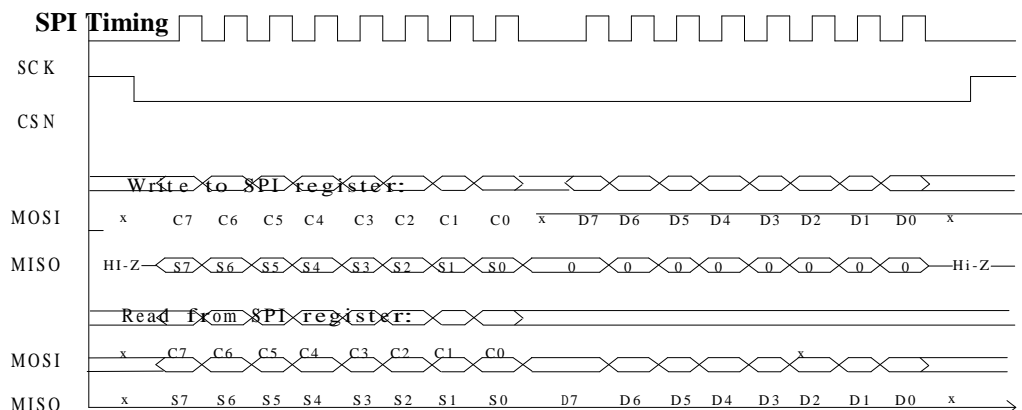 SPI Timing
SCK
CSN
Write to SPI register:
MOSI x C7 C6 C5 C4 C3 C2 C1 C0 x D7 D6 D5 D4 D3 D2 D1 D0 x
MISO HI-Z S7 S6 S5 S4 S3 S2 S1 S0 0 0 0 0 0 0 0 0 Hi-Z
Read from SPI register:
MOSI x C7 C6 C5 C4 C3 C2 C1 C0 x
MISO x S7 S6 S5 S4 S3 S2 S1 S0 D7 D6 D5 D4 D3 D2 D1 D0 x